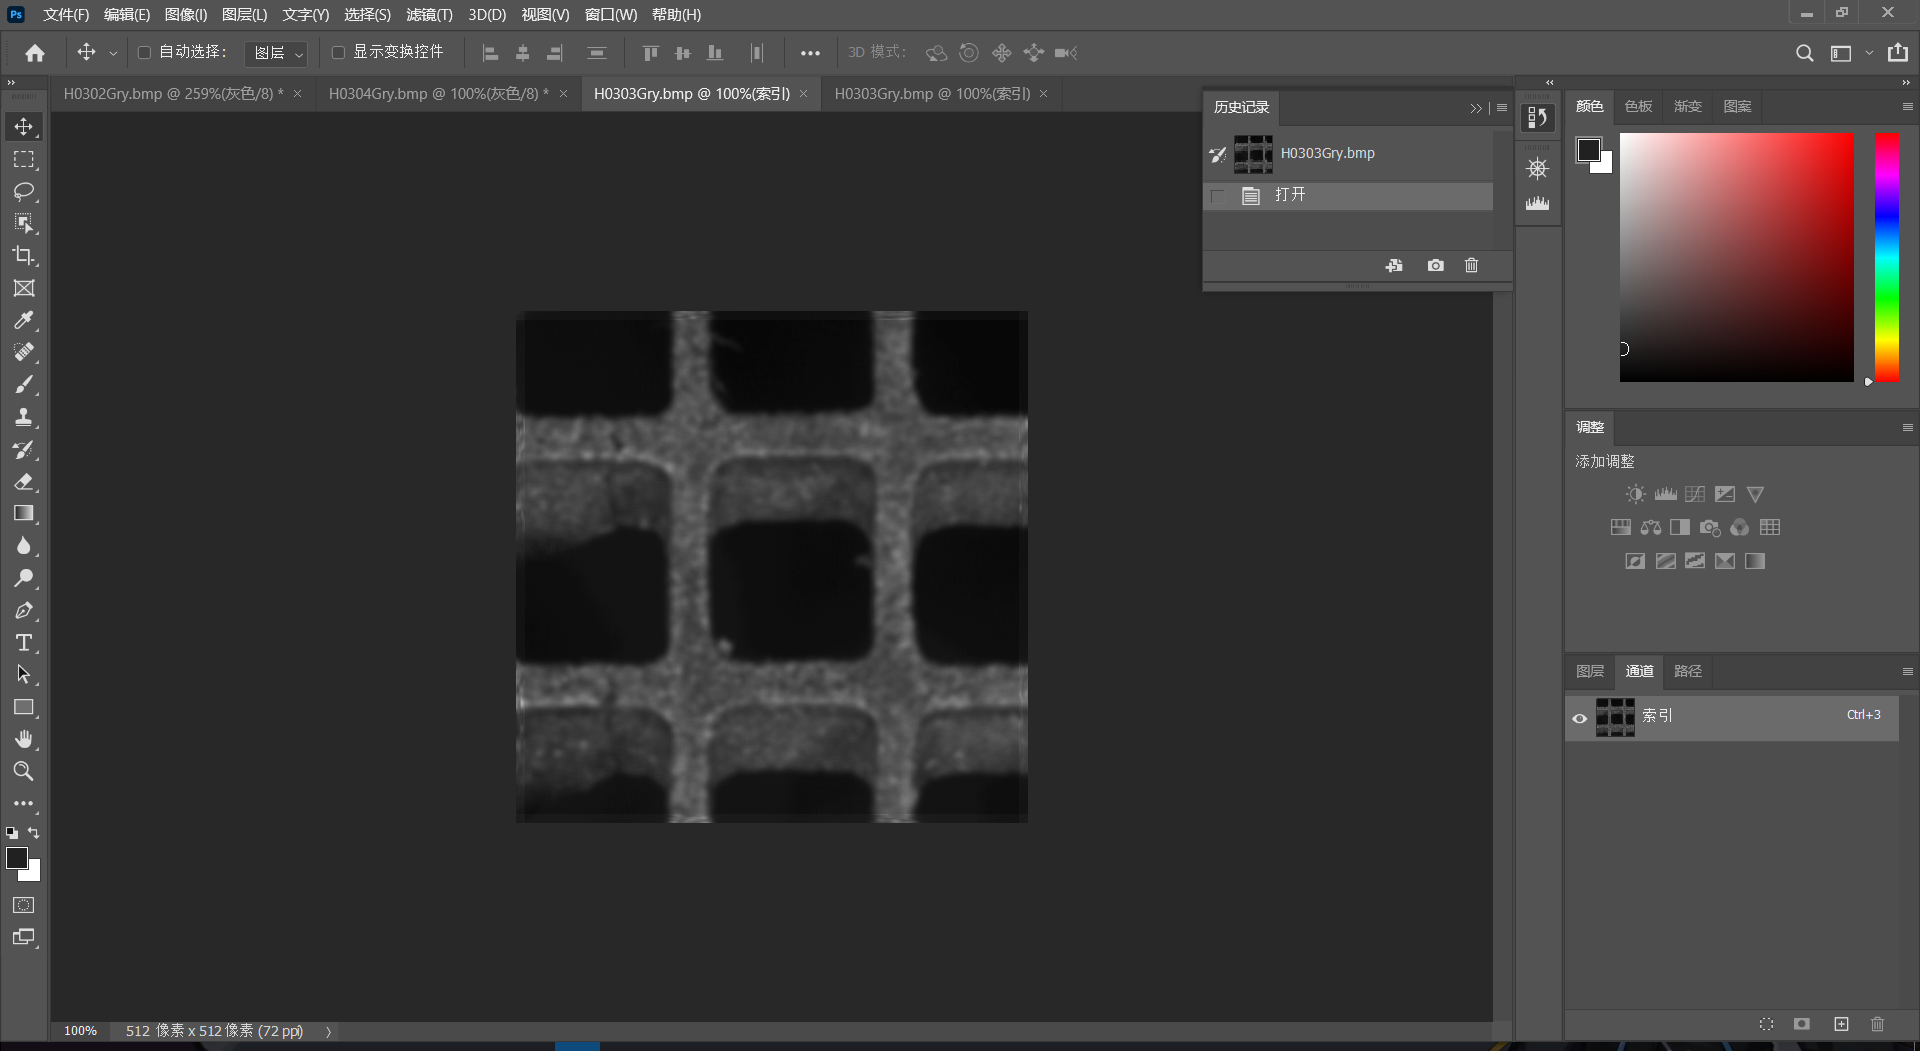 Ps 文件(F) 编辑(E) 图像(I) 图层(L) 文字(Y) 选择(S) 滤镜(T) 3D(D) 视图(V) 窗口(W) 帮助(H)
自动选择: 图层 显示变换控件 3D 模式:
H0302Gry.bmp @ 259%(灰色/8) * × H0304Gry.bmp @ 100%(灰色/8) * × H0303Gry.bmp @ 100%(索引) × H0303Gry.bmp @ 100%(索引) ×
历史记录
H0303Gry.bmp
打开
颜色 色板 渐变 图案
调整
添加调整
图层 通道 路径
索引 Ctrl+3
100% 512 像素 x 512 像素 (72 ppi)